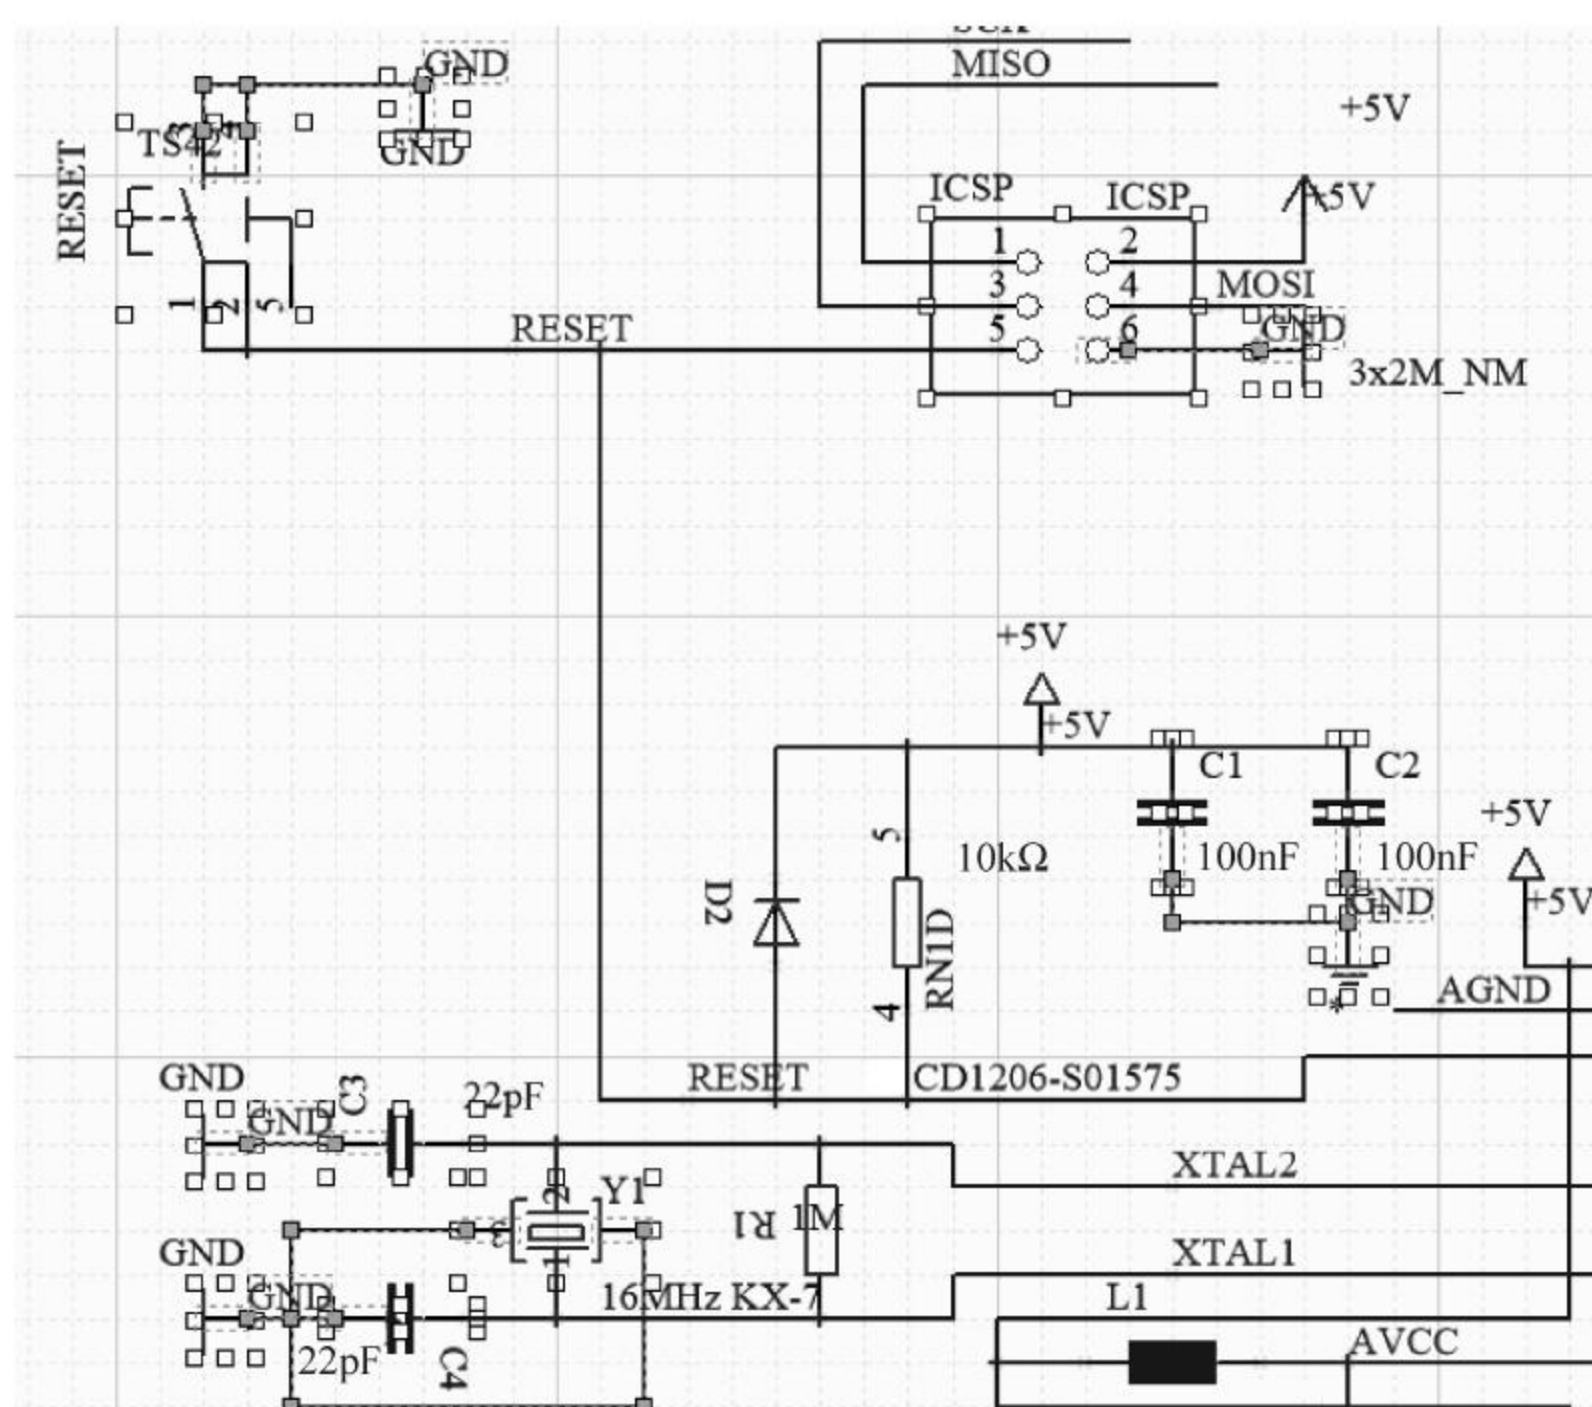 MISO
GND
+5V
TS42
GND
RESET
ICSP
ICSP
+5V
1
2
3
4
MOSI
1
2
5
RESET
5
6
GND
3x2M_NM
+5V
+5V
C1
C2
+5V
5
10kΩ
100nF
100nF
D2
GND
+5V
RN1D
4
AGND
*
GND
C3
22pF
RESET
CD1206-S01575
GND
XTAL2
2
Y1
3
R1
1M
GND
1
XTAL1
GND
16MHz KX-7
L1
22pF
C4
AVCC